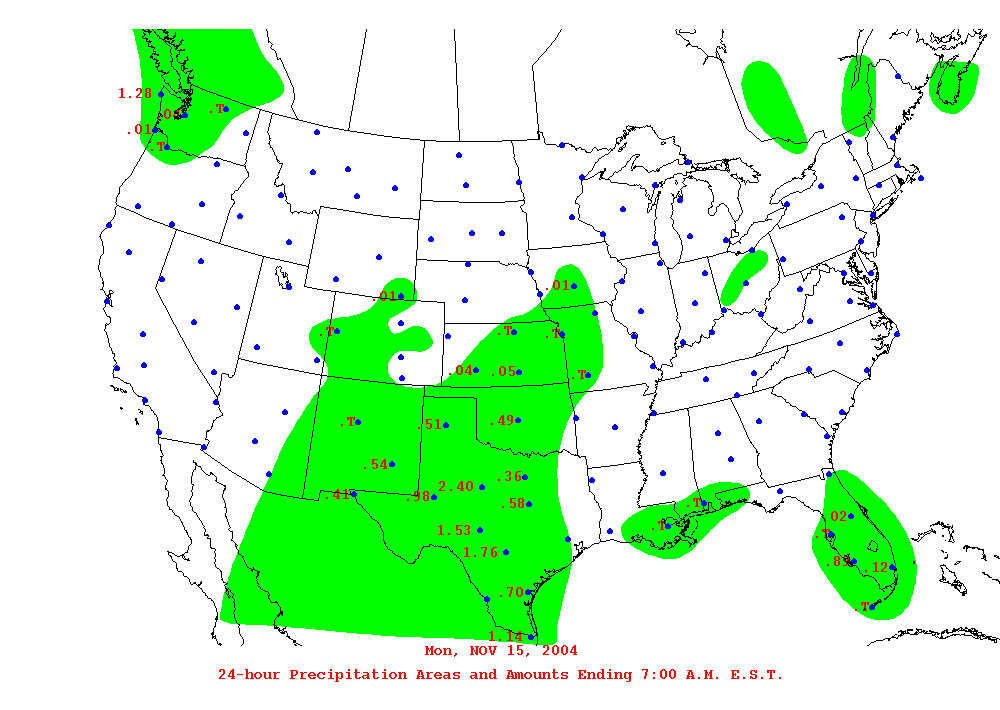 1.28
.T
.01
.T
.01
.01
.T
.T
.T
.04
.05
.T
.T
.51
.49
.54
.36
2.40
.41
.98
.58
.T
.T
.02
1.53
.T
1.76
.89
.12
.70
.T
1.14
Mon, NOV 15, 2004
24-hour Precipitation Areas and Amounts Ending 7:00 A.M. E.S.T.